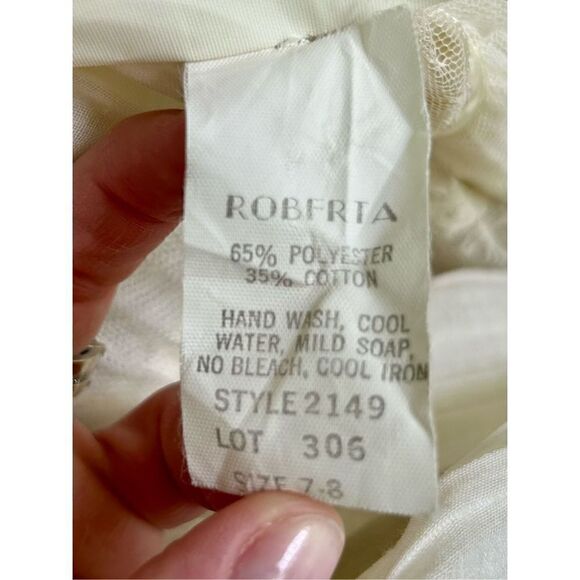 ROBERTA
65% POLYESTER
35% COTTON
HAND WASH, COOL
WATER, MILD SOAP,
NO BLEACH, COOL IRON
STYLE 2149
LOT 306
SIZE 7-8